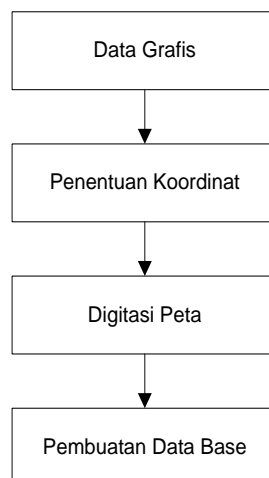 Data Grafis
Penentuan Koordinat
Digitasi Peta
Pembuatan Data Base